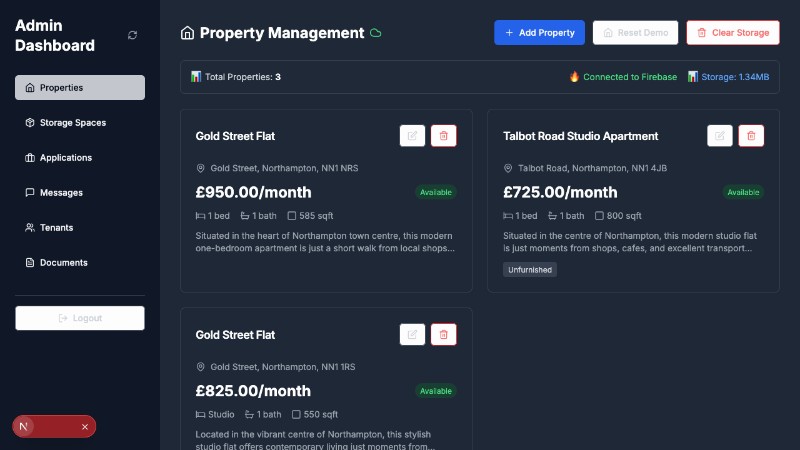 Admin
Dashboard
Properties
Storage Spaces
Applications
Messages
Tenants
Documents
Logout
N
Property Management
Add Property
Reset Demo
Clear Storage
Total Properties: 3
Connected to Firebase
Storage: 1.34MB
Gold Street Flat
Gold Street, Northampton, NN1 NRS
£950.00/month
Available
1 bed
1 bath
585 sqft
Situated in the heart of Northampton town centre, this modern
one-bedroom apartment is just a short walk from local shops...
Talbot Road Studio Apartment
Talbot Road, Northampton, NN1 4JB
£725.00/month
Available
1 bed
1 bath
800 sqft
Situated in the centre of Northampton, this modern studio flat
is just moments from shops, cafes, and excellent transport...
Unfurnished
Gold Street Flat
Gold Street, Northampton, NN1 1RS
£825.00/month
Available
Studio
1 bath
550 sqft
Located in the vibrant centre of Northampton, this stylish
studio flat offers contemporary living just moments from...